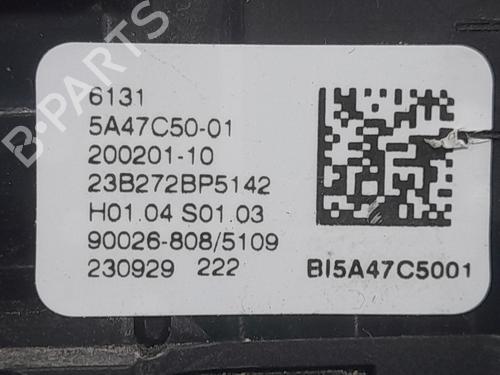 B-PARTS
6131
5A47C50-01
200201-10
23B272BP5142
H01.04 S01.03
90026-808/5109
230929 222
BI5A47C5001